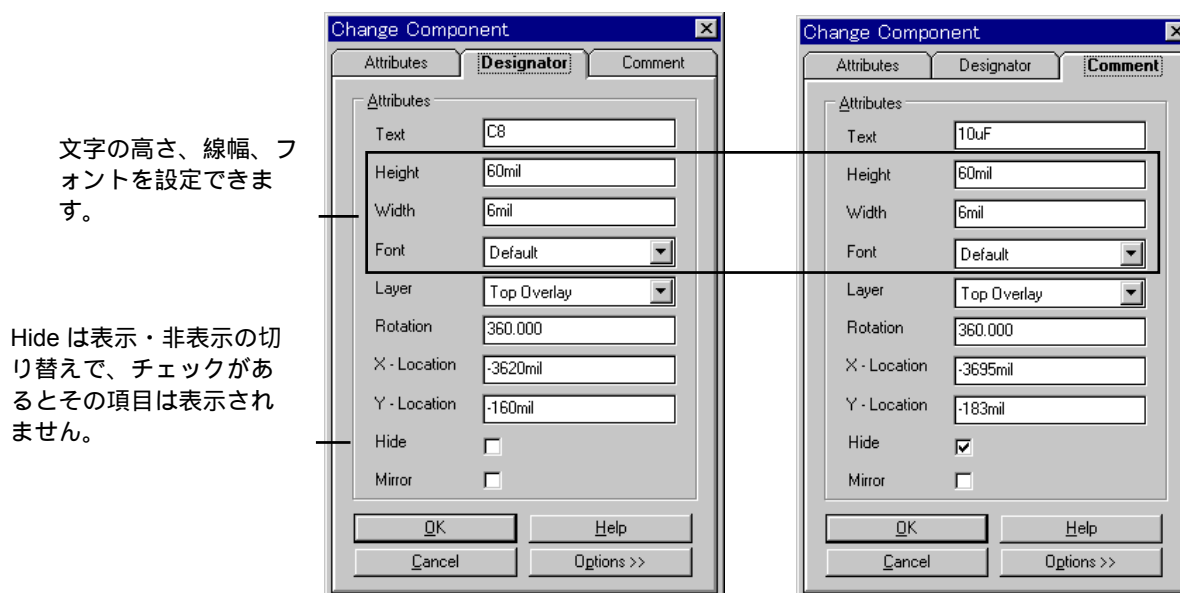 文字の高さ、線幅、フ
ォントを設定できま
す。
Hide は表示・非表示の切
り替えで、チェックがあ
るとその項目は表示され
ません。
Change Component
Attributes Designator Comment
Attributes
Text C8
Height 60mil
Width 6mil
Font Default
Layer Top Overlay
Rotation 360.000
X - Location -3620mil
Y - Location -160mil
Hide
Mirror
OK Help
Cancel Options >>
Change Component
Attributes Designator Comment
Attributes
Text 10uF
Height 60mil
Width 6mil
Font Default
Layer Top Overlay
Rotation 360.000
X - Location -3695mil
Y - Location -183mil
Hide
Mirror
OK Help
Cancel Options >>